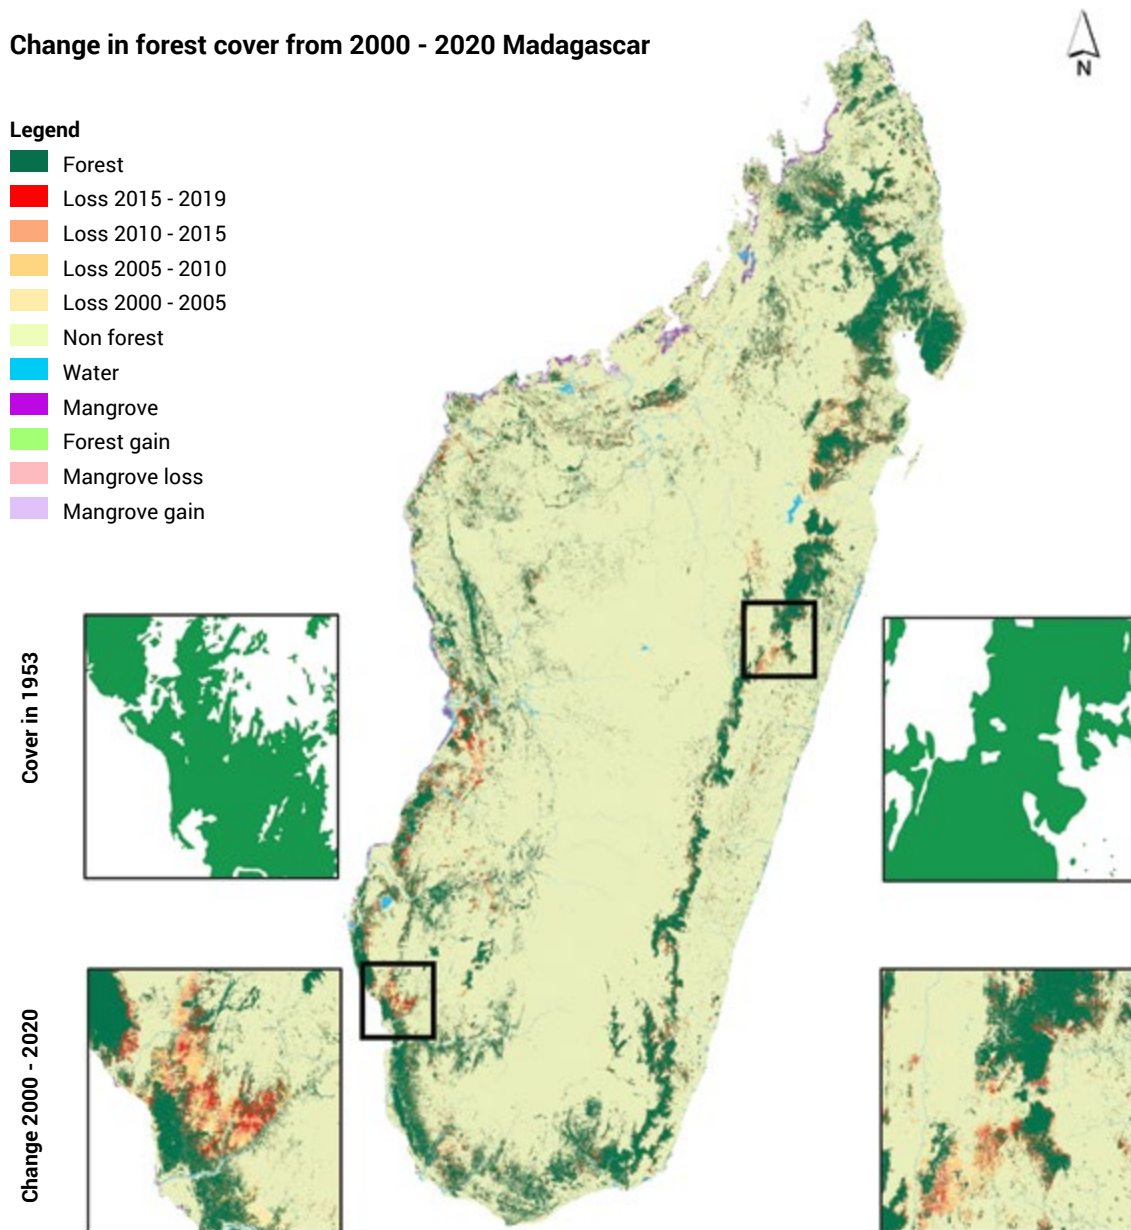 Change in forest cover from 2000 - 2020 Madagascar
N
Legend
Forest
Loss 2015 - 2019
Loss 2010 - 2015
Loss 2005 - 2010
Loss 2000 - 2005
Non forest
Water
Mangrove
Forest gain
Mangrove loss
Mangrove gain
Cover in 1953
Change 2000 - 2020